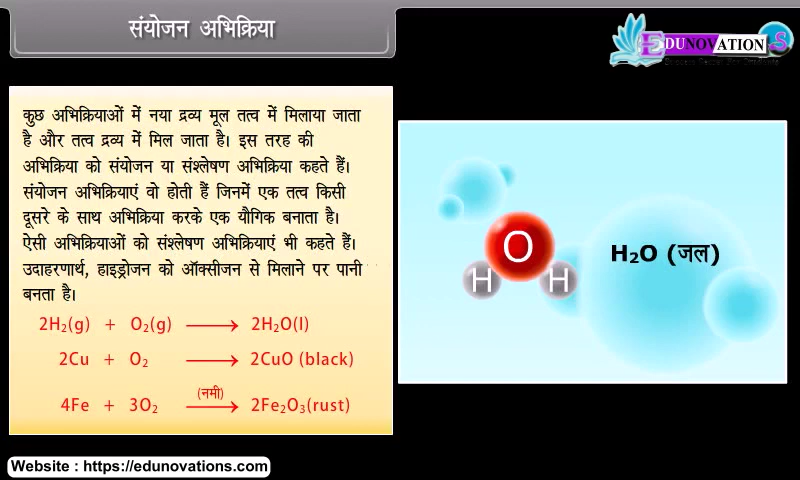 संयोजन अभिक्रिया
EDUNOVATIONS
कुछ अभिक्रियाओं में नया द्रव्य मूल तत्व में मिलाया जाता
है और तत्व द्रव्य में मिल जाता है। इस तरह की
अभिक्रिया को संयोजन या संश्लेषण अभिक्रिया कहते हैं।
संयोजन अभिक्रियाएं वो होती हैं जिनमें एक तत्व किसी
दूसरे के साथ अभिक्रिया करके एक यौगिक बनाता है।
ऐसी अभिक्रियाओं को संश्लेषण अभिक्रियाएं भी कहते हैं।
उदाहरणार्थ, हाइड्रोजन को ऑक्सीजन से मिलाने पर पानी
बनता है।
2H₂(g) + O₂(g) ⟶ 2H₂O(l)
2Cu + O₂ ⟶ 2CuO (black)
(नमी)
4Fe + 3O₂ ⟶ 2Fe₂O₃(rust)
O
H H
H₂O (जल)
Website : https://edunovations.com